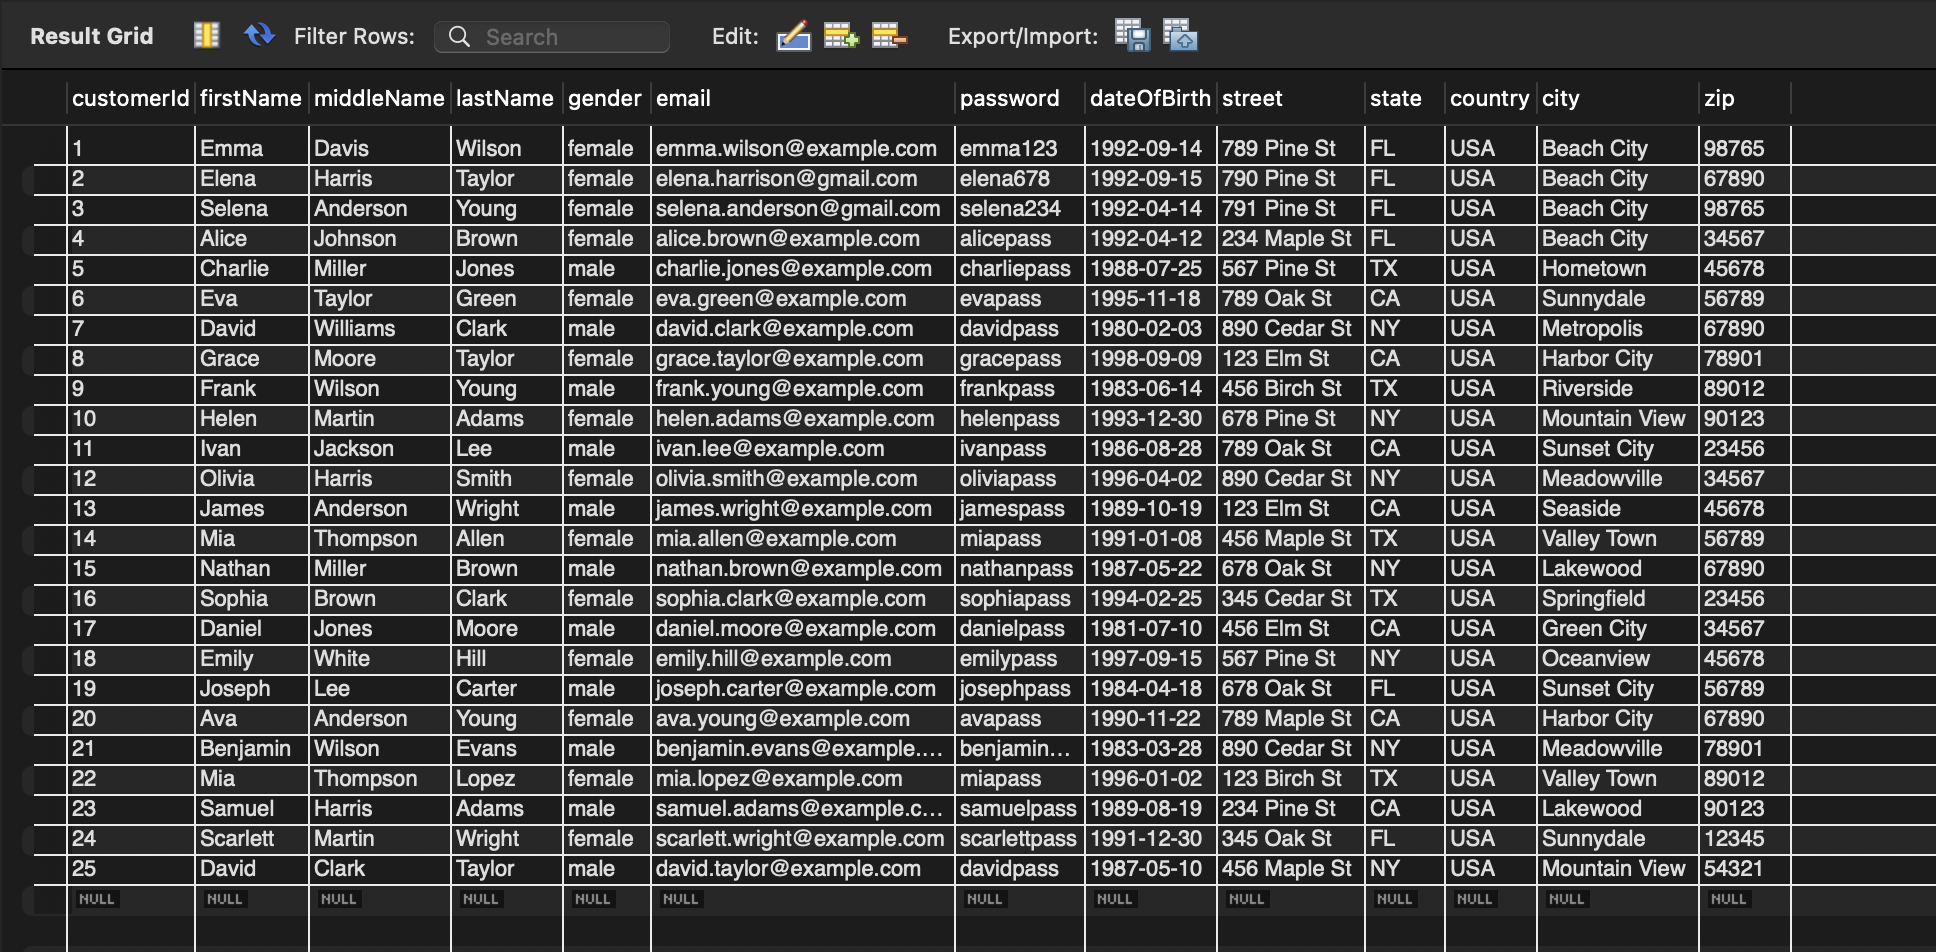 Result Grid Filter Rows: Search Edit: Export/Import:
customerId firstName middleName lastName gender email password dateOfBirth street state country city zip
1 Emma Davis Wilson female emma.wilson@example.com emma123 1992-09-14 789 Pine St FL USA Beach City 98765
2 Elena Harris Taylor female elena.harrison@gmail.com elena678 1992-09-15 790 Pine St FL USA Beach City 67890
3 Selena Anderson Young female selena.anderson@gmail.com selena234 1992-04-14 791 Pine St FL USA Beach City 98765
4 Alice Johnson Brown female alice.brown@example.com alicepass 1992-04-12 234 Maple St FL USA Beach City 34567
5 Charlie Miller Jones male charlie.jones@example.com charliepass 1988-07-25 567 Pine St TX USA Hometown 45678
6 Eva Taylor Green female eva.green@example.com evapass 1995-11-18 789 Oak St CA USA Sunnydale 56789
7 David Williams Clark male david.clark@example.com davidpass 1980-02-03 890 Cedar St NY USA Metropolis 67890
8 Grace Moore Taylor female grace.taylor@example.com gracepass 1998-09-09 123 Elm St CA USA Harbor City 78901
9 Frank Wilson Young male frank.young@example.com frankpass 1983-06-14 456 Birch St TX USA Riverside 89012
10 Helen Martin Adams female helen.adams@example.com helenpass 1993-12-30 678 Pine St NY USA Mountain View 90123
11 Ivan Jackson Lee male ivan.lee@example.com ivanpass 1986-08-28 789 Oak St CA USA Sunset City 23456
12 Olivia Harris Smith female olivia.smith@example.com oliviapass 1996-04-02 890 Cedar St NY USA Meadowville 34567
13 James Anderson Wright male james.wright@example.com jamespass 1989-10-19 123 Elm St CA USA Seaside 45678
14 Mia Thompson Allen female mia.allen@example.com miapass 1991-01-08 456 Maple St TX USA Valley Town 56789
15 Nathan Miller Brown male nathan.brown@example.com nathanpass 1987-05-22 678 Oak St NY USA Lakewood 67890
16 Sophia Brown Clark female sophia.clark@example.com sophiapass 1994-02-25 345 Cedar St TX USA Springfield 23456
17 Daniel Jones Moore male daniel.moore@example.com danielpass 1981-07-10 456 Elm St CA USA Green City 34567
18 Emily White Hill female emily.hill@example.com emilypass 1997-09-15 567 Pine St NY USA Oceanview 45678
19 Joseph Lee Carter male joseph.carter@example.com josephpass 1984-04-18 678 Oak St FL USA Sunset City 56789
20 Ava Anderson Young female ava.young@example.com avapass 1990-11-22 789 Maple St CA USA Harbor City 67890
21 Benjamin Wilson Evans male benjamin.evans@example.... benjamin... 1983-03-28 890 Cedar St NY USA Meadowville 78901
22 Mia Thompson Lopez female mia.lopez@example.com miapass 1996-01-02 123 Birch St TX USA Valley Town 89012
23 Samuel Harris Adams male samuel.adams@example.c... samuelpass 1989-08-19 234 Pine St CA USA Lakewood 90123
24 Scarlett Martin Wright female scarlett.wright@example.com scarlettpass 1991-12-30 345 Oak St FL USA Sunnydale 12345
25 David Clark Taylor male david.taylor@example.com davidpass 1987-05-10 456 Maple St NY USA Mountain View 54321
NULL NULL NULL NULL NULL NULL NULL NULL NULL NULL NULL NULL NULL